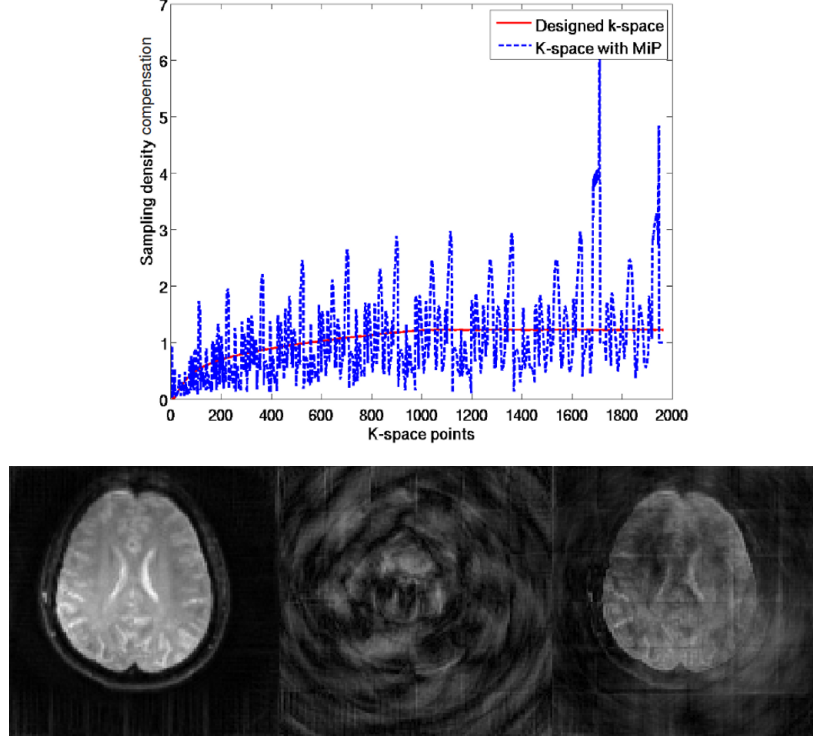 7
6
5
4
3
2
1
0
Sampling density compensation
Designed k-space
K-space with MiP
0 200 400 600 800 1000 1200 1400 1600 1800 2000
K-space points